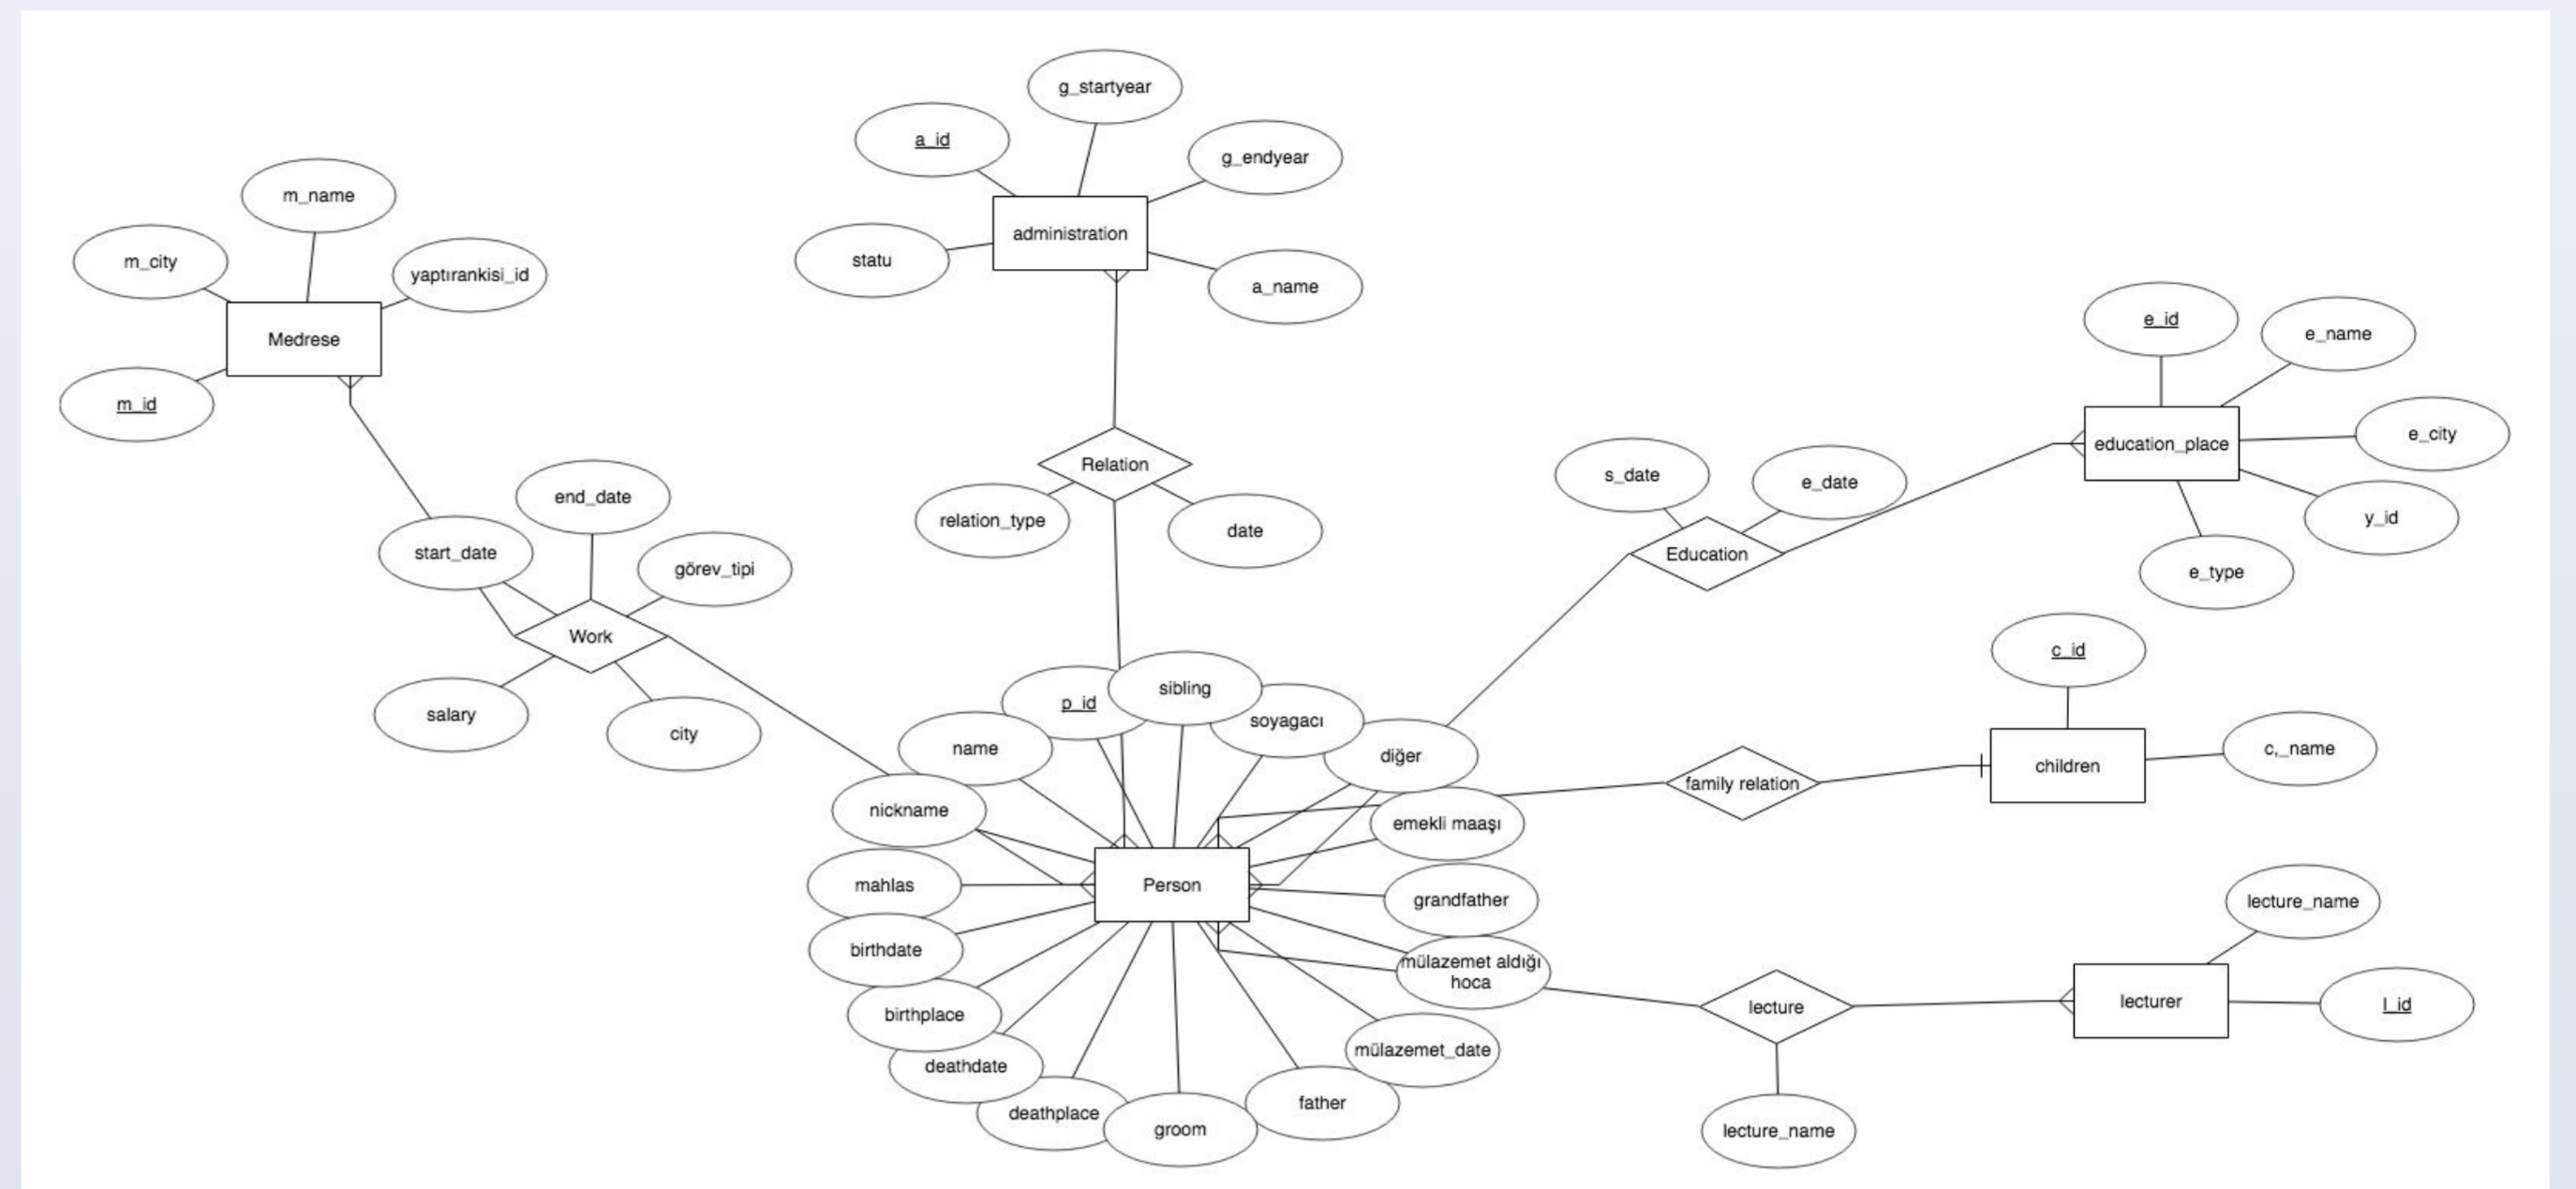 g_startyear
a_id
g_endyear
m_name
administration
statu
a_name
m_city
yaptırankisi_id
Medrese
m_id
e_id
e_name
e_city
education_place
y_id
e_type
Relation
relation_type
date
s_date
e_date
Education
end_date
start_date
görev_tipi
Work
salary
city
c_id
c,_name
children
family relation
sibling
p_id
soyagacı
name
diğer
nickname
emekli maaşı
mahlas
Person
grandfather
birthdate
mülazemet aldığı
hoca
birthplace
mülazemet_date
deathdate
father
deathplace
groom
lecture_name
lecturer
l_id
lecture
lecture_name